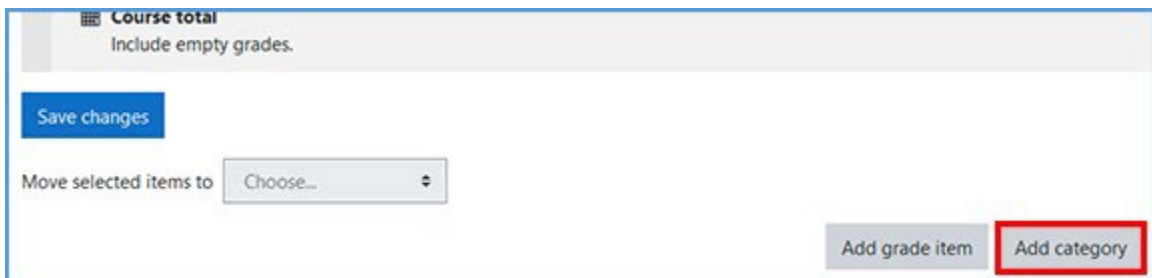 Course total
Include empty grades.
Save changes
Move selected items to Choose...
Add grade item Add category